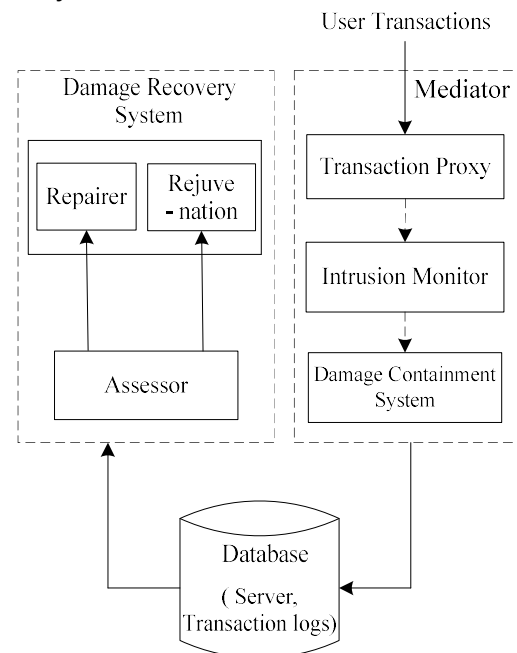 User Transactions
Damage Recovery
System
Mediator
Repairer
Rejuve
- nation
Transaction Proxy
Intrusion Monitor
Assessor
Damage Containment
System
Database
( Server,
Transaction logs)